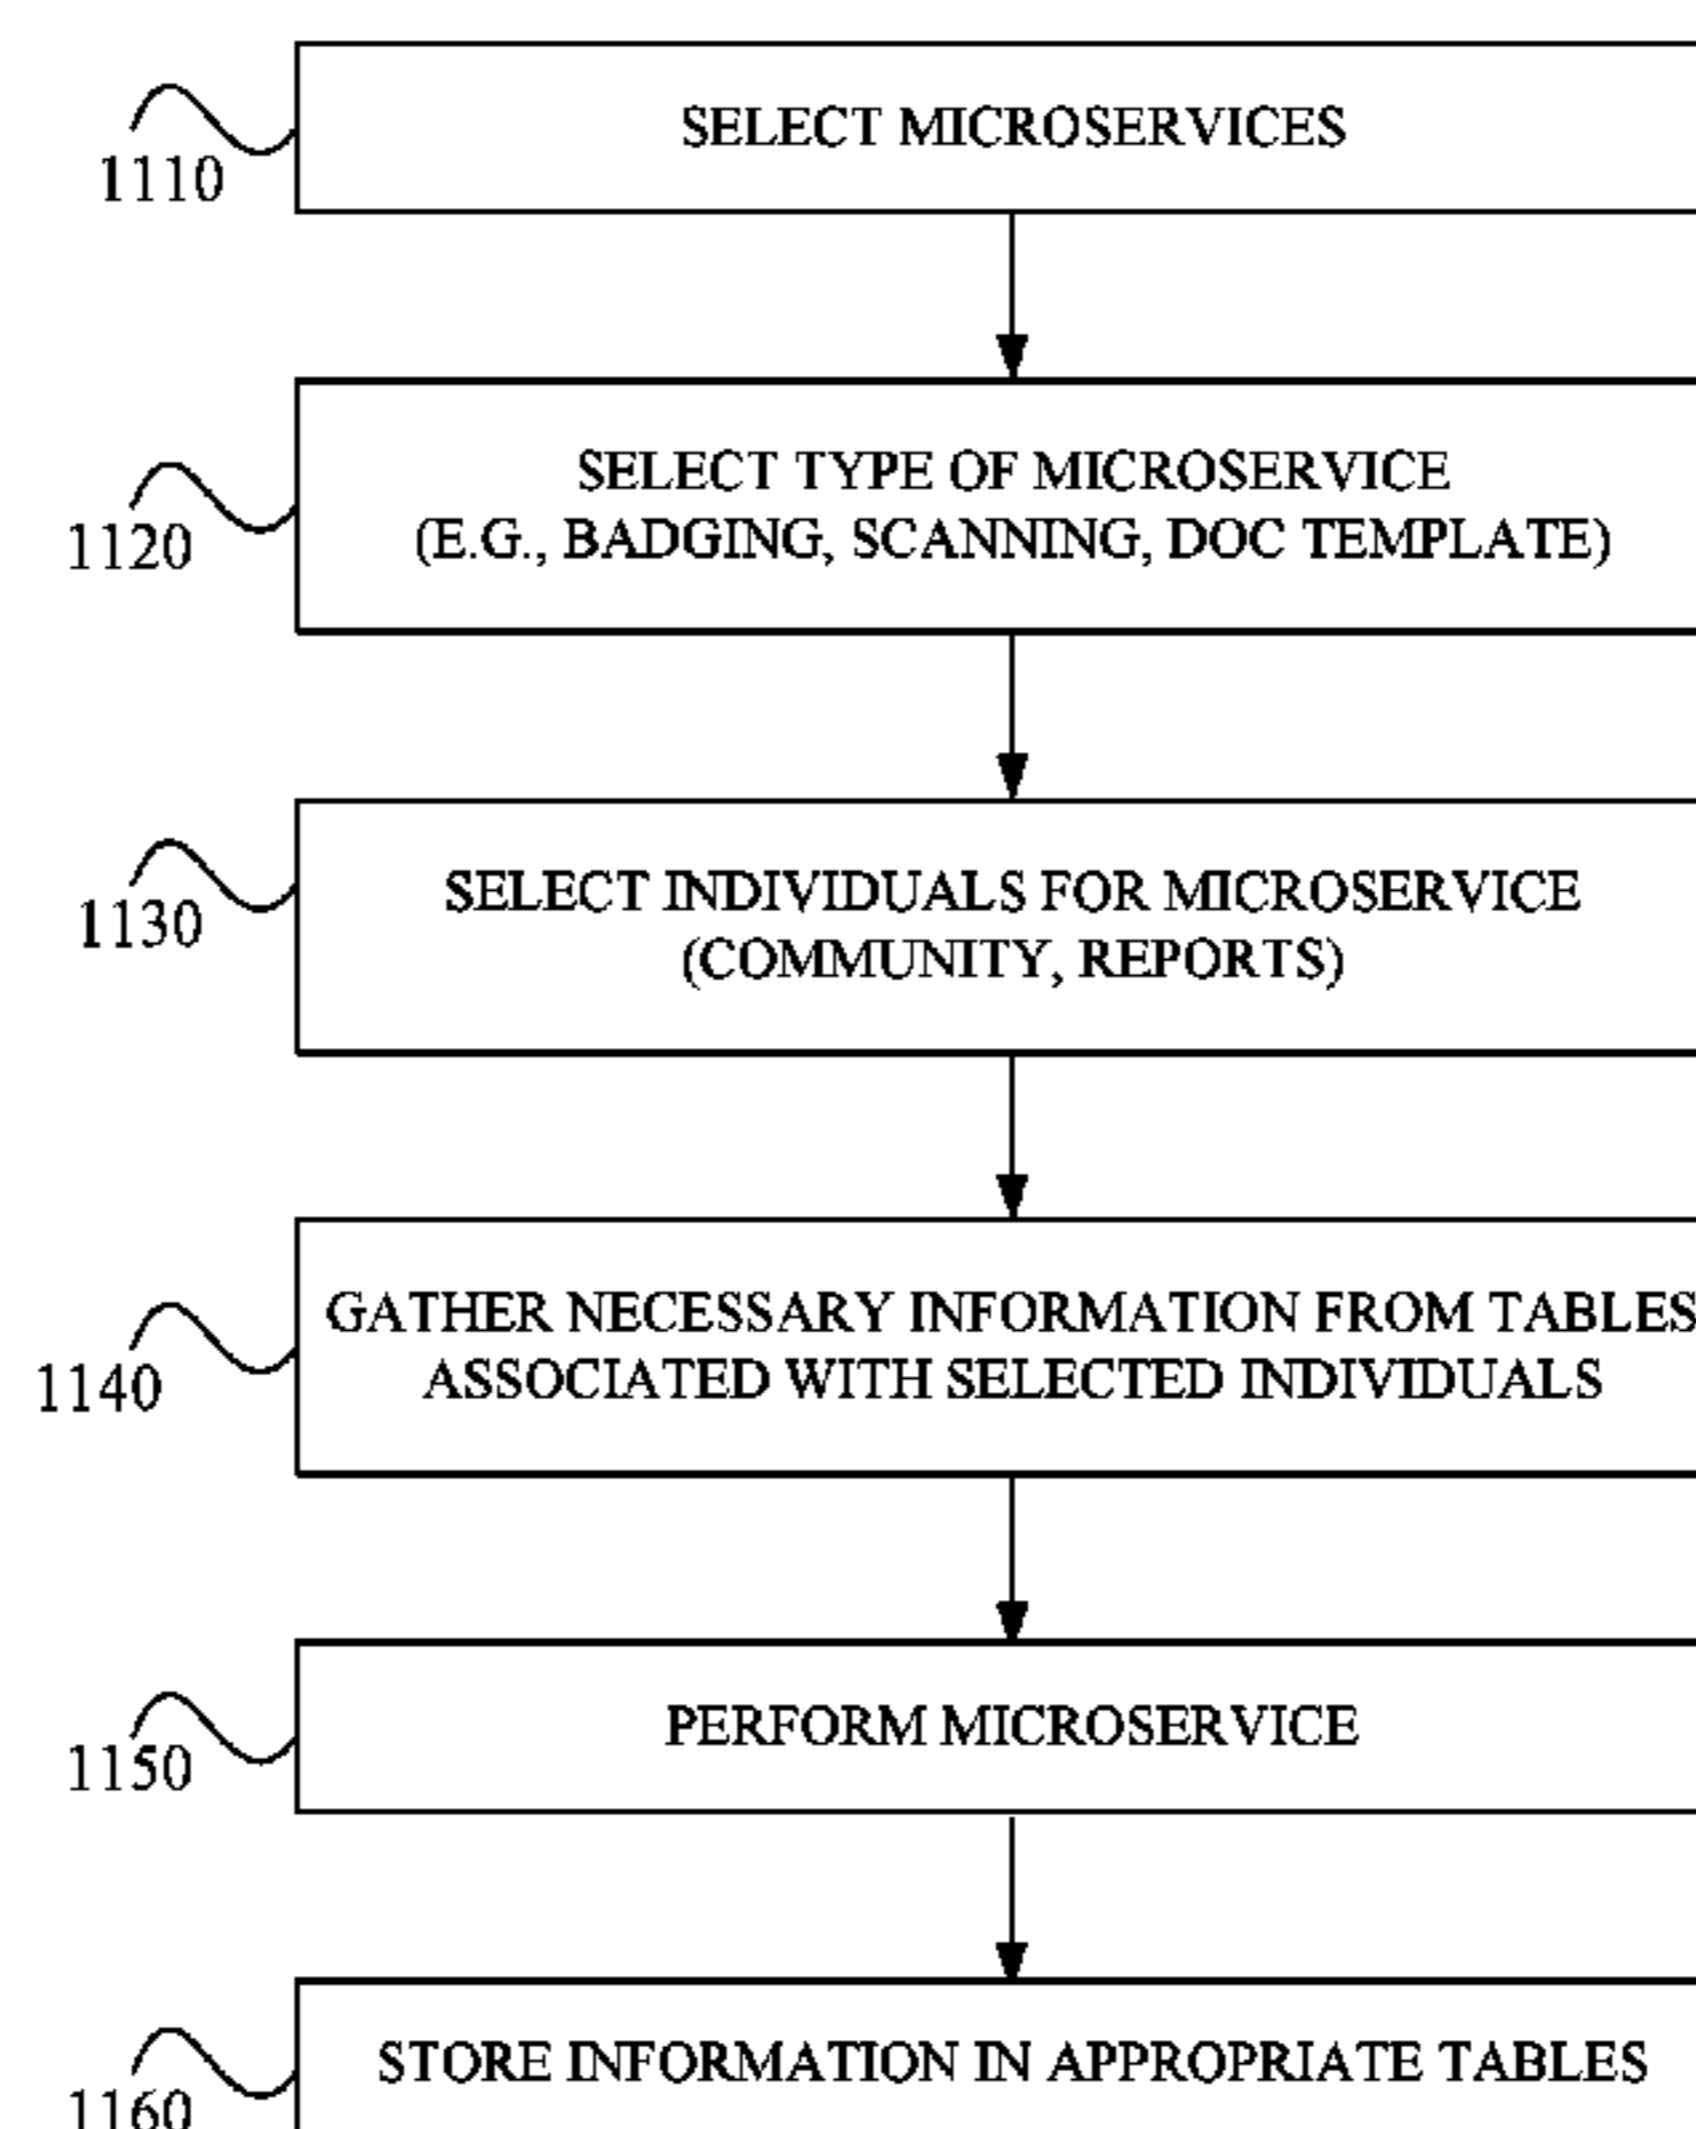 SELECT MICROSERVICES
1110
SELECT TYPE OF MICROSERVICE
(E.G., BADGING, SCANNING, DOC TEMPLATE)
1120
SELECT INDIVIDUALS FOR MICROSERVICE
(COMMUNITY, REPORTS)
1130
GATHER NECESSARY INFORMATION FROM TABLES
ASSOCIATED WITH SELECTED INDIVIDUALS
1140
PERFORM MICROSERVICE
1150
STORE INFORMATION IN APPROPRIATE TABLES
1160